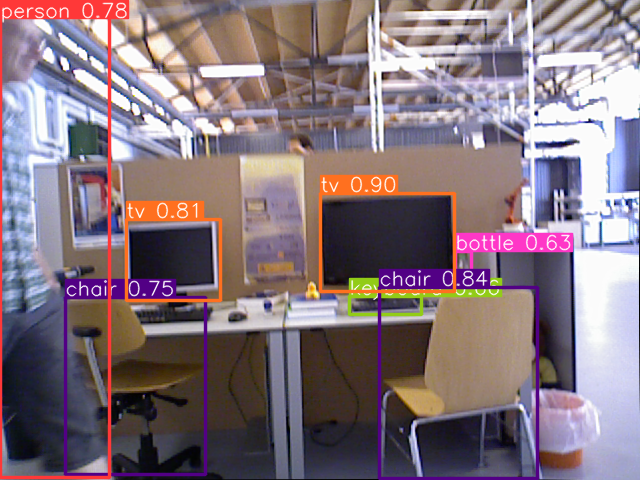 person 0.78
tv 0.90
tv 0.81
bottle 0.63
chair 0.84
chair 0.75